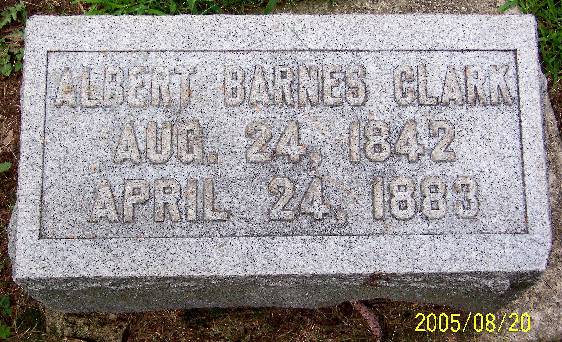 ALBERT BARNES CLARK
AUG. 24, 1842
APRIL 24, 1883
2005/08/20